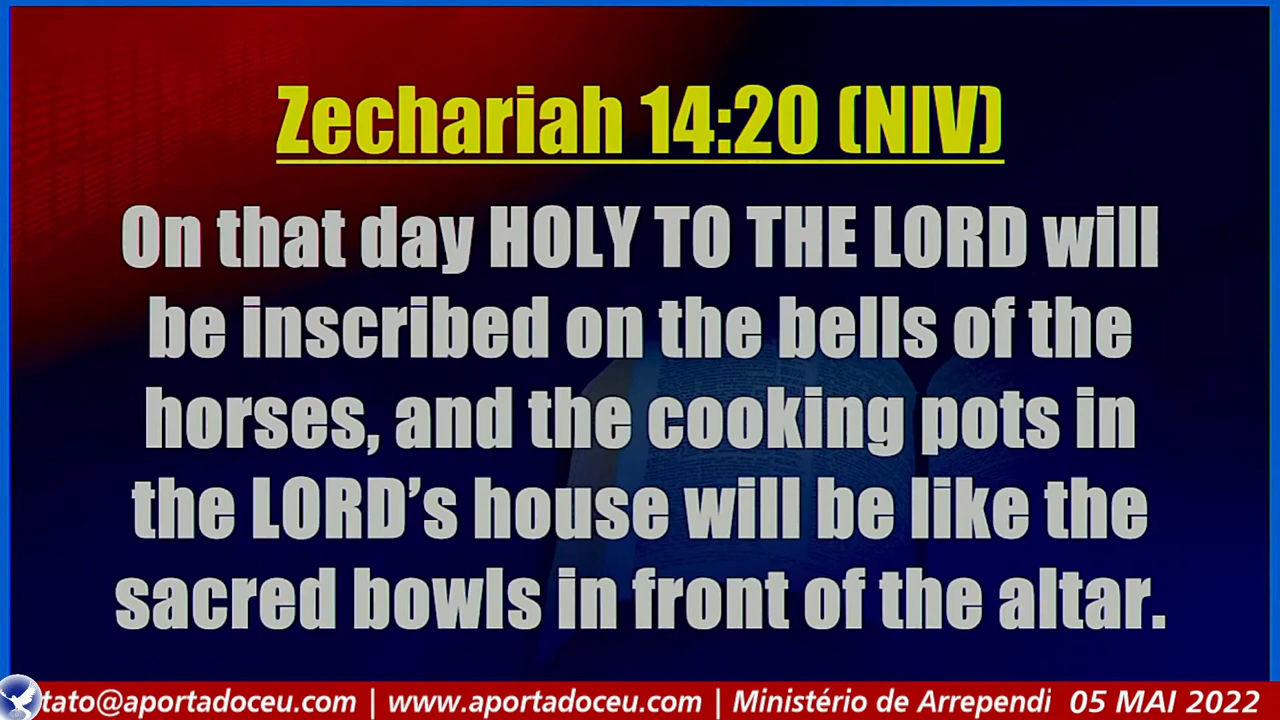 Zechariah 14:20 (NIV)
On that day HOLY TO THE LORD will
be inscribed on the bells of the
horses, and the cooking pots in
the LORD’s house will be like the
sacred bowls in front of the altar.
tato@aportadoceu.com | www.aportadoceu.com | Ministério de Arrependi 05 MAI 2022